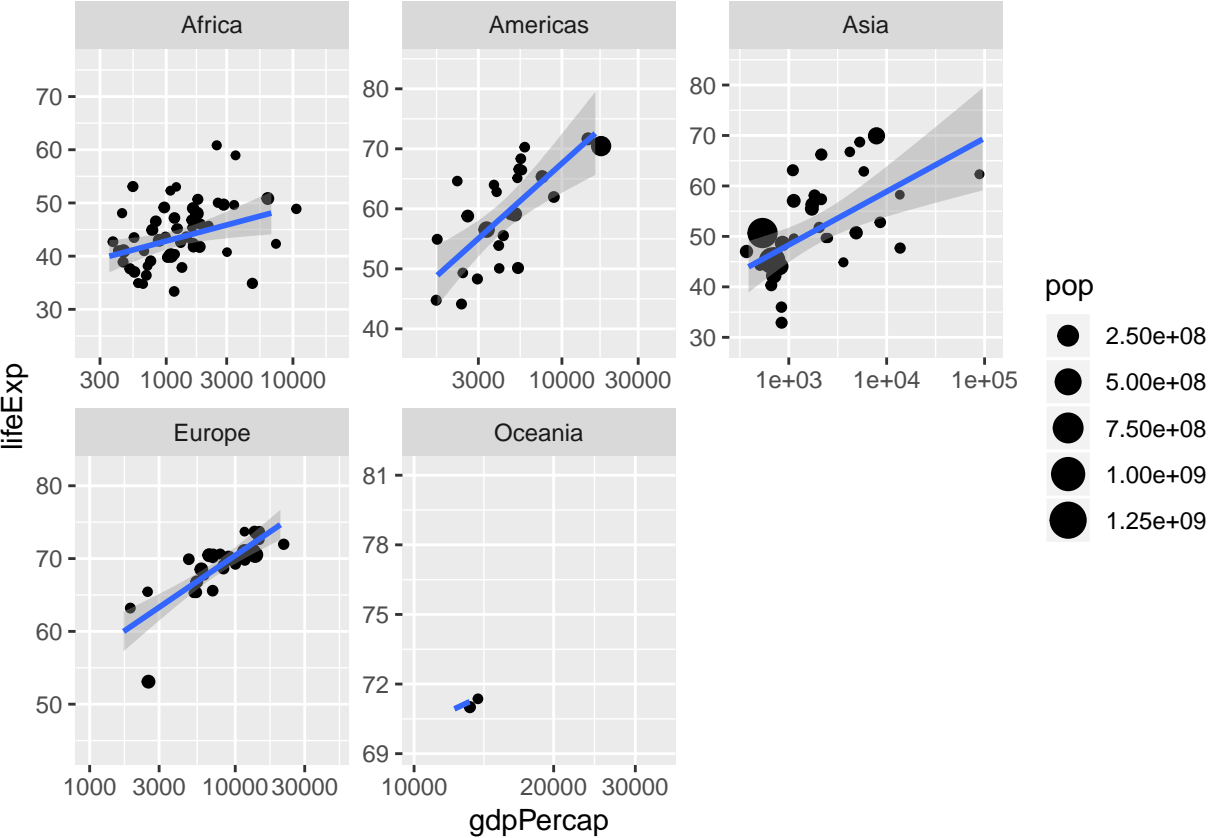 Africa
Americas
Asia
70
60
50
40
30
300 1000 3000 10000
80
70
60
50
40
3000 10000 30000
80
70
60
50
40
30
1e+03 1e+04 1e+05
lifeExp
Europe
Oceania
80
70
60
50
1000 3000 10000 30000
81
78
75
72
69
10000 20000 30000
gdpPercap
pop
2.50e+08
5.00e+08
7.50e+08
1.00e+09
1.25e+09